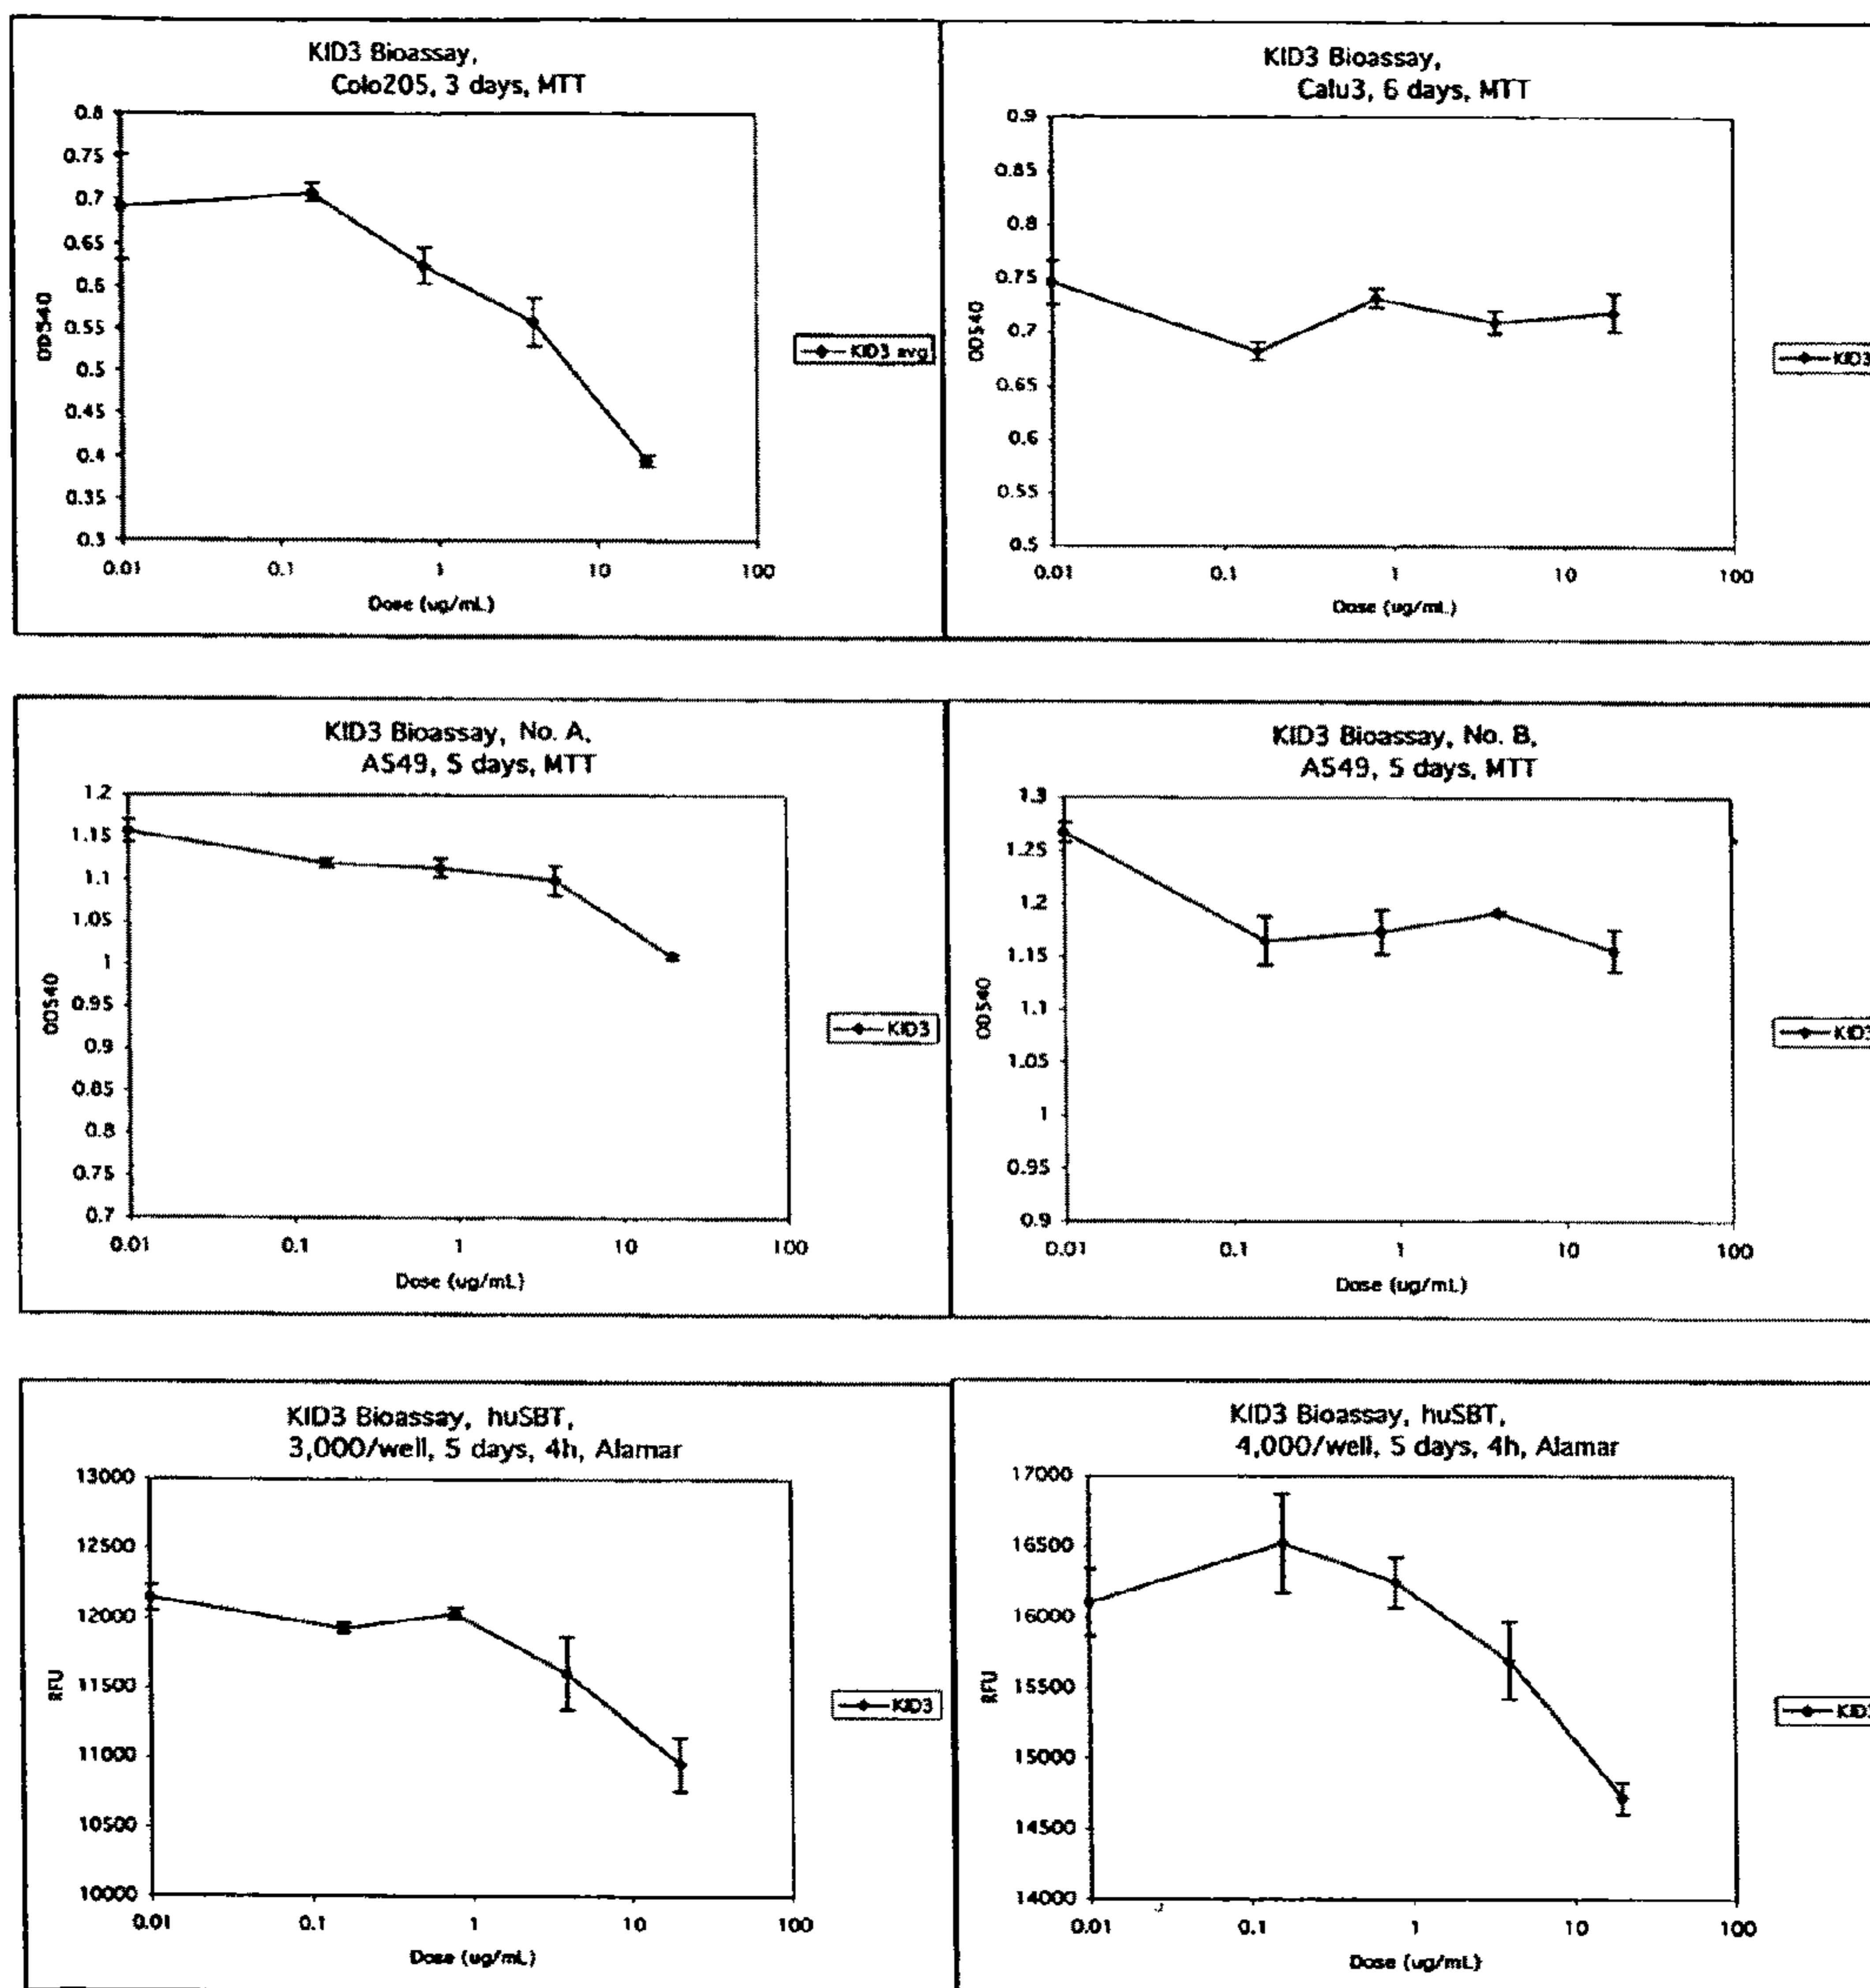 KID3 Bioassay,
Colo205, 3 days, MTT
0.8
0.75
0.7
0.65
0.6
0.55
0.5
0.45
0.4
0.35
0.3
OD540
0.01 0.1 1 10 100
Dose (ug/mL)
KID3 avg
KID3 Bioassay,
Calu3, 6 days, MTT
0.9
0.85
0.8
0.75
0.7
0.65
0.6
0.55
0.5
OD540
0.01 0.1 1 10 100
Dose (ug/mL)
KID3
KID3 Bioassay, No. A,
A549, 5 days, MTT
1.2
1.15
1.1
1.05
1
0.95
0.9
0.85
0.8
0.75
0.7
OD540
0.01 0.1 1 10 100
Dose (ug/mL)
KID3
KID3 Bioassay, No. B,
A549, 5 days, MTT
1.3
1.25
1.2
1.15
1.1
1.05
1
0.95
0.9
OD540
0.01 0.1 1 10 100
Dose (ug/mL)
KID3
KID3 Bioassay, huSBT,
3,000/well, 5 days, 4h, Alamar
13000
12500
12000
11500
11000
10500
10000
RFU
0.01 0.1 1 10 100
Dose (ug/mL)
KID3
KID3 Bioassay, huSBT,
4,000/well, 5 days, 4h, Alamar
17000
16500
16000
15500
15000
14500
14000
RFU
0.01 0.1 1 10 100
Dose (ug/mL)
KID3